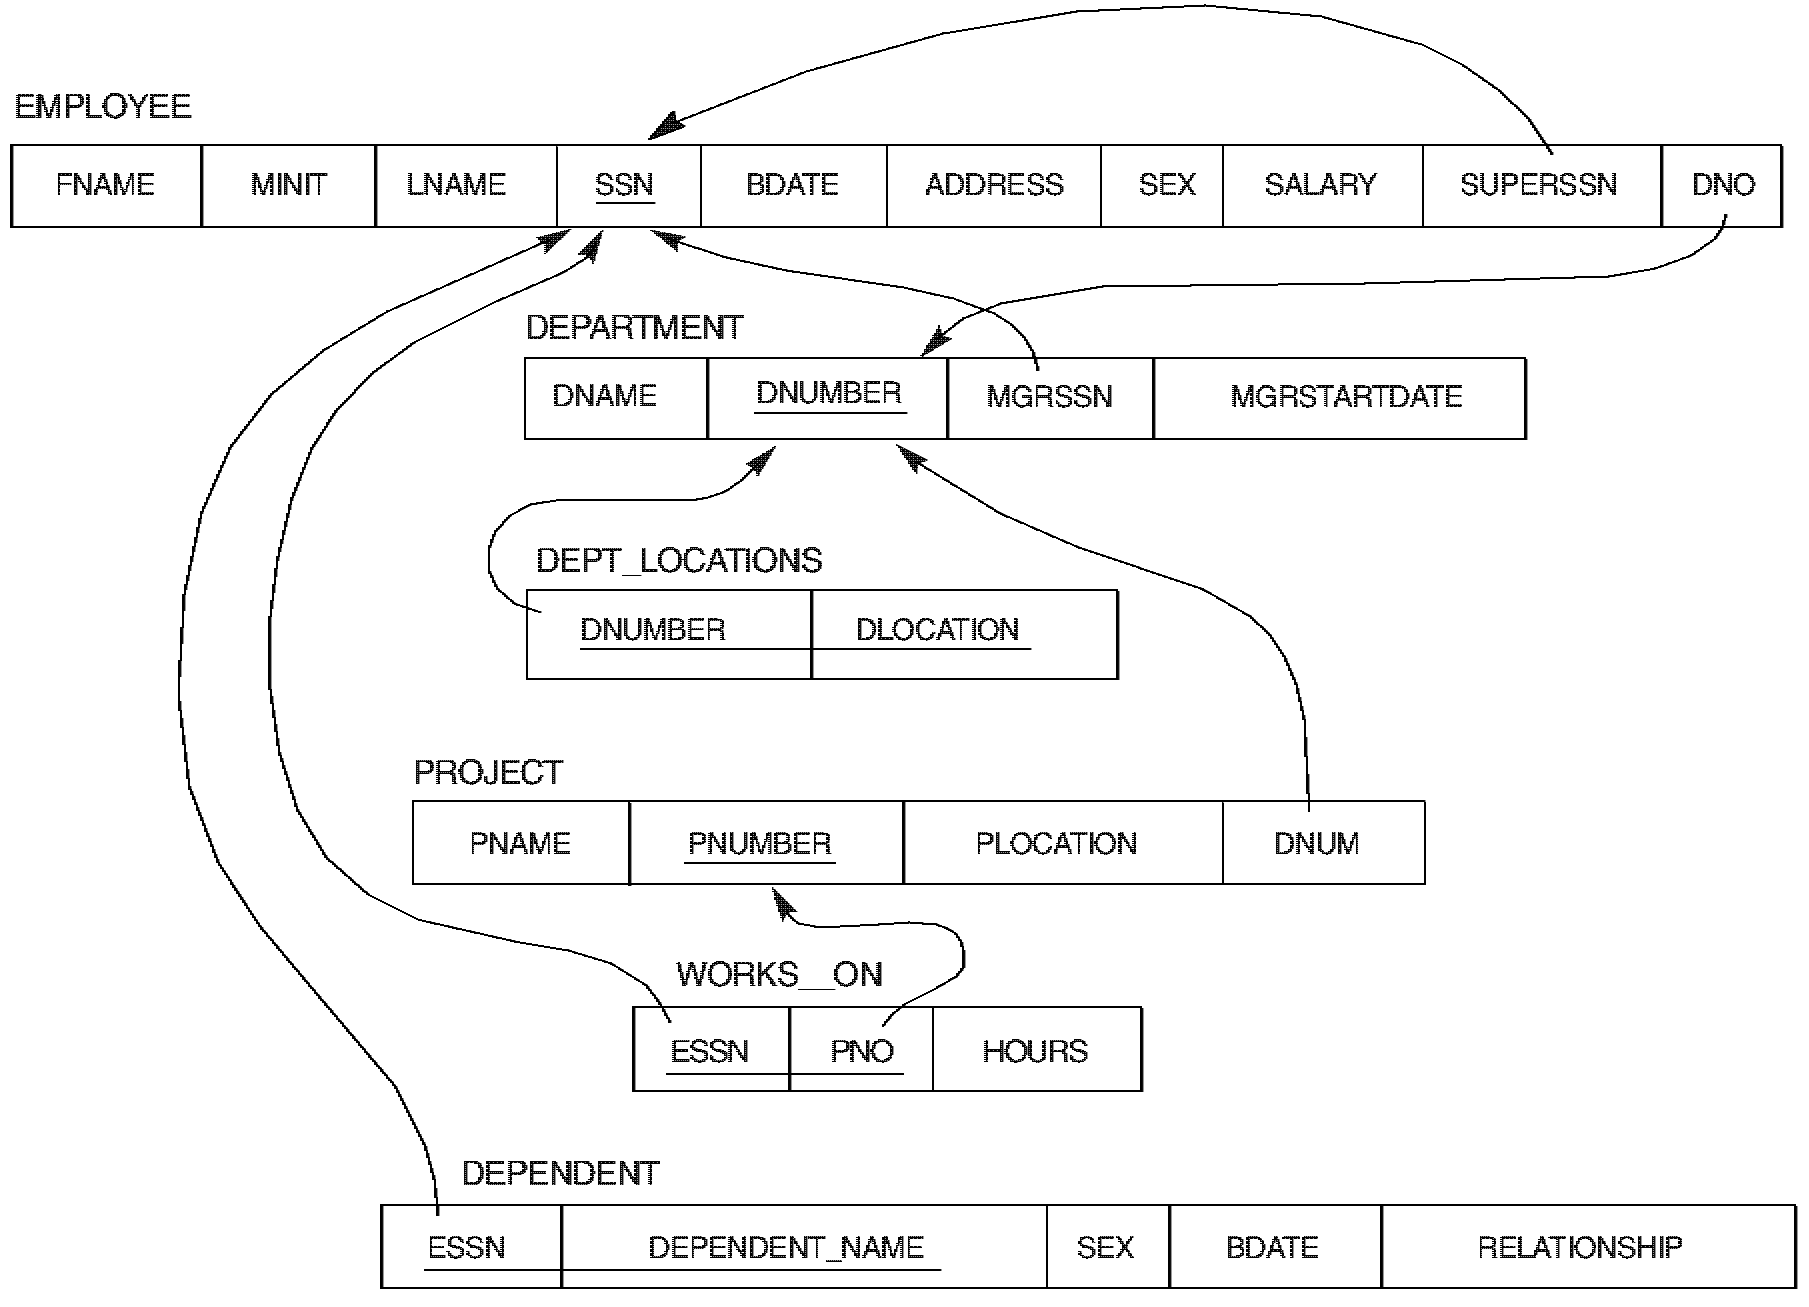 EMPLOYEE
FNAME MINIT LNAME SSN BDATE ADDRESS SEX SALARY SUPERSSN DNO
DEPARTMENT
DNAME DNUMBER MGRSSN MGRSTARTDATE
DEPT_LOCATIONS
DNUMBER DLOCATION
PROJECT
PNAME PNUMBER PLOCATION DNUM
WORKS__ON
ESSN PNO HOURS
DEPENDENT
ESSN DEPENDENT_NAME SEX BDATE RELATIONSHIP